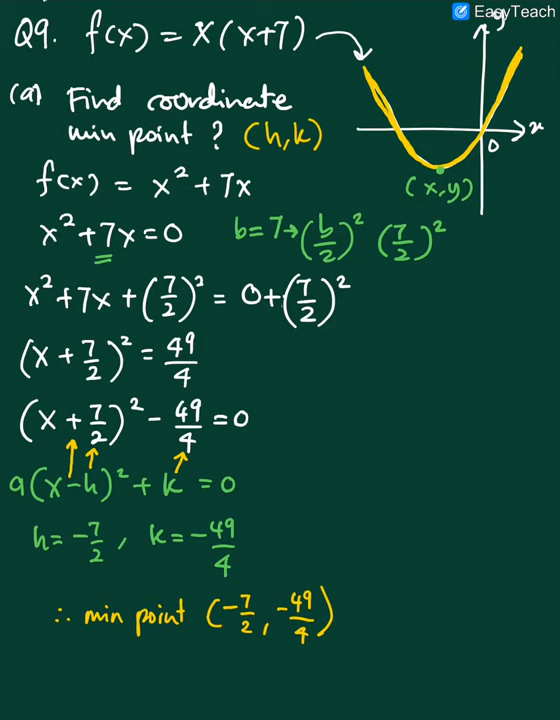 EasyTeach
Q9. f(x) = x(x+7)
y
x
0
(x,y)
(a) Find coordinate
min point? (h,k)
f(x) = x² + 7x
x² + 7x = 0 b = 7 → (b/2)² (7/2)²
x² + 7x + (7/2)² = 0 + (7/2)²
(x + 7/2)² = 49/4
(x + 7/2)² - 49/4 = 0
a(x - h)² + k = 0
h = -7/2, k = -49/4
∴ min point (-7/2, -49/4)